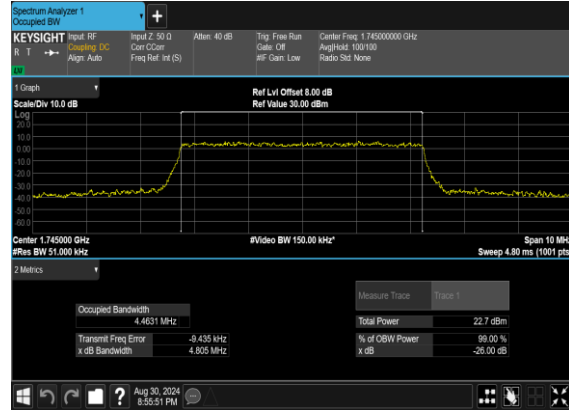 Spectrum Analyzer 1
Occupied BW
+
KEYSIGHT Input: RF Input Z: 50 Ω Atten: 40 dB Trig: Free Run Center Freq: 1.745000000 GHz
R T Coupling: DC Corr CCorr Gate: Off Avg|Hold: 100/100
Align: Auto Freq Ref: Int (S) #IF Gain: Low Radio Std: None
LW
1 Graph Ref Lvl Offset 8.00 dB
Scale/Div 10.0 dB Ref Value 30.00 dBm
Log
20.0
10.0
0.00
-10.0
-20.0
-30.0
-40.0
-50.0
-60.0
Center 1.745000 GHz #Video BW 150.00 kHz* Span 10 MHz
#Res BW 51.000 kHz Sweep 4.80 ms (1001 pts)
2 Metrics
Measure Trace Trace 1
Occupied Bandwidth
4.4631 MHz Total Power 22.7 dBm
Transmit Freq Error -9.435 kHz % of OBW Power 99.00 %
x dB Bandwidth 4.805 MHz x dB -26.00 dB
? Aug 30, 2024
8:55:51 PM